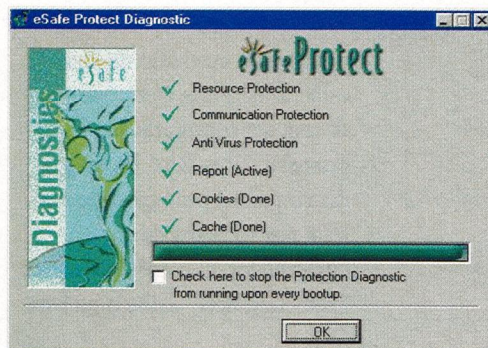 eSafe Protect Diagnostic
eSafe
Diagnostics
eSafeProtect
Resource Protection
Communication Protection
Anti Virus Protection
Report (Active)
Cookies (Done)
Cache (Done)
Check here to stop the Protection Diagnostic
from running upon every bootup.
OK